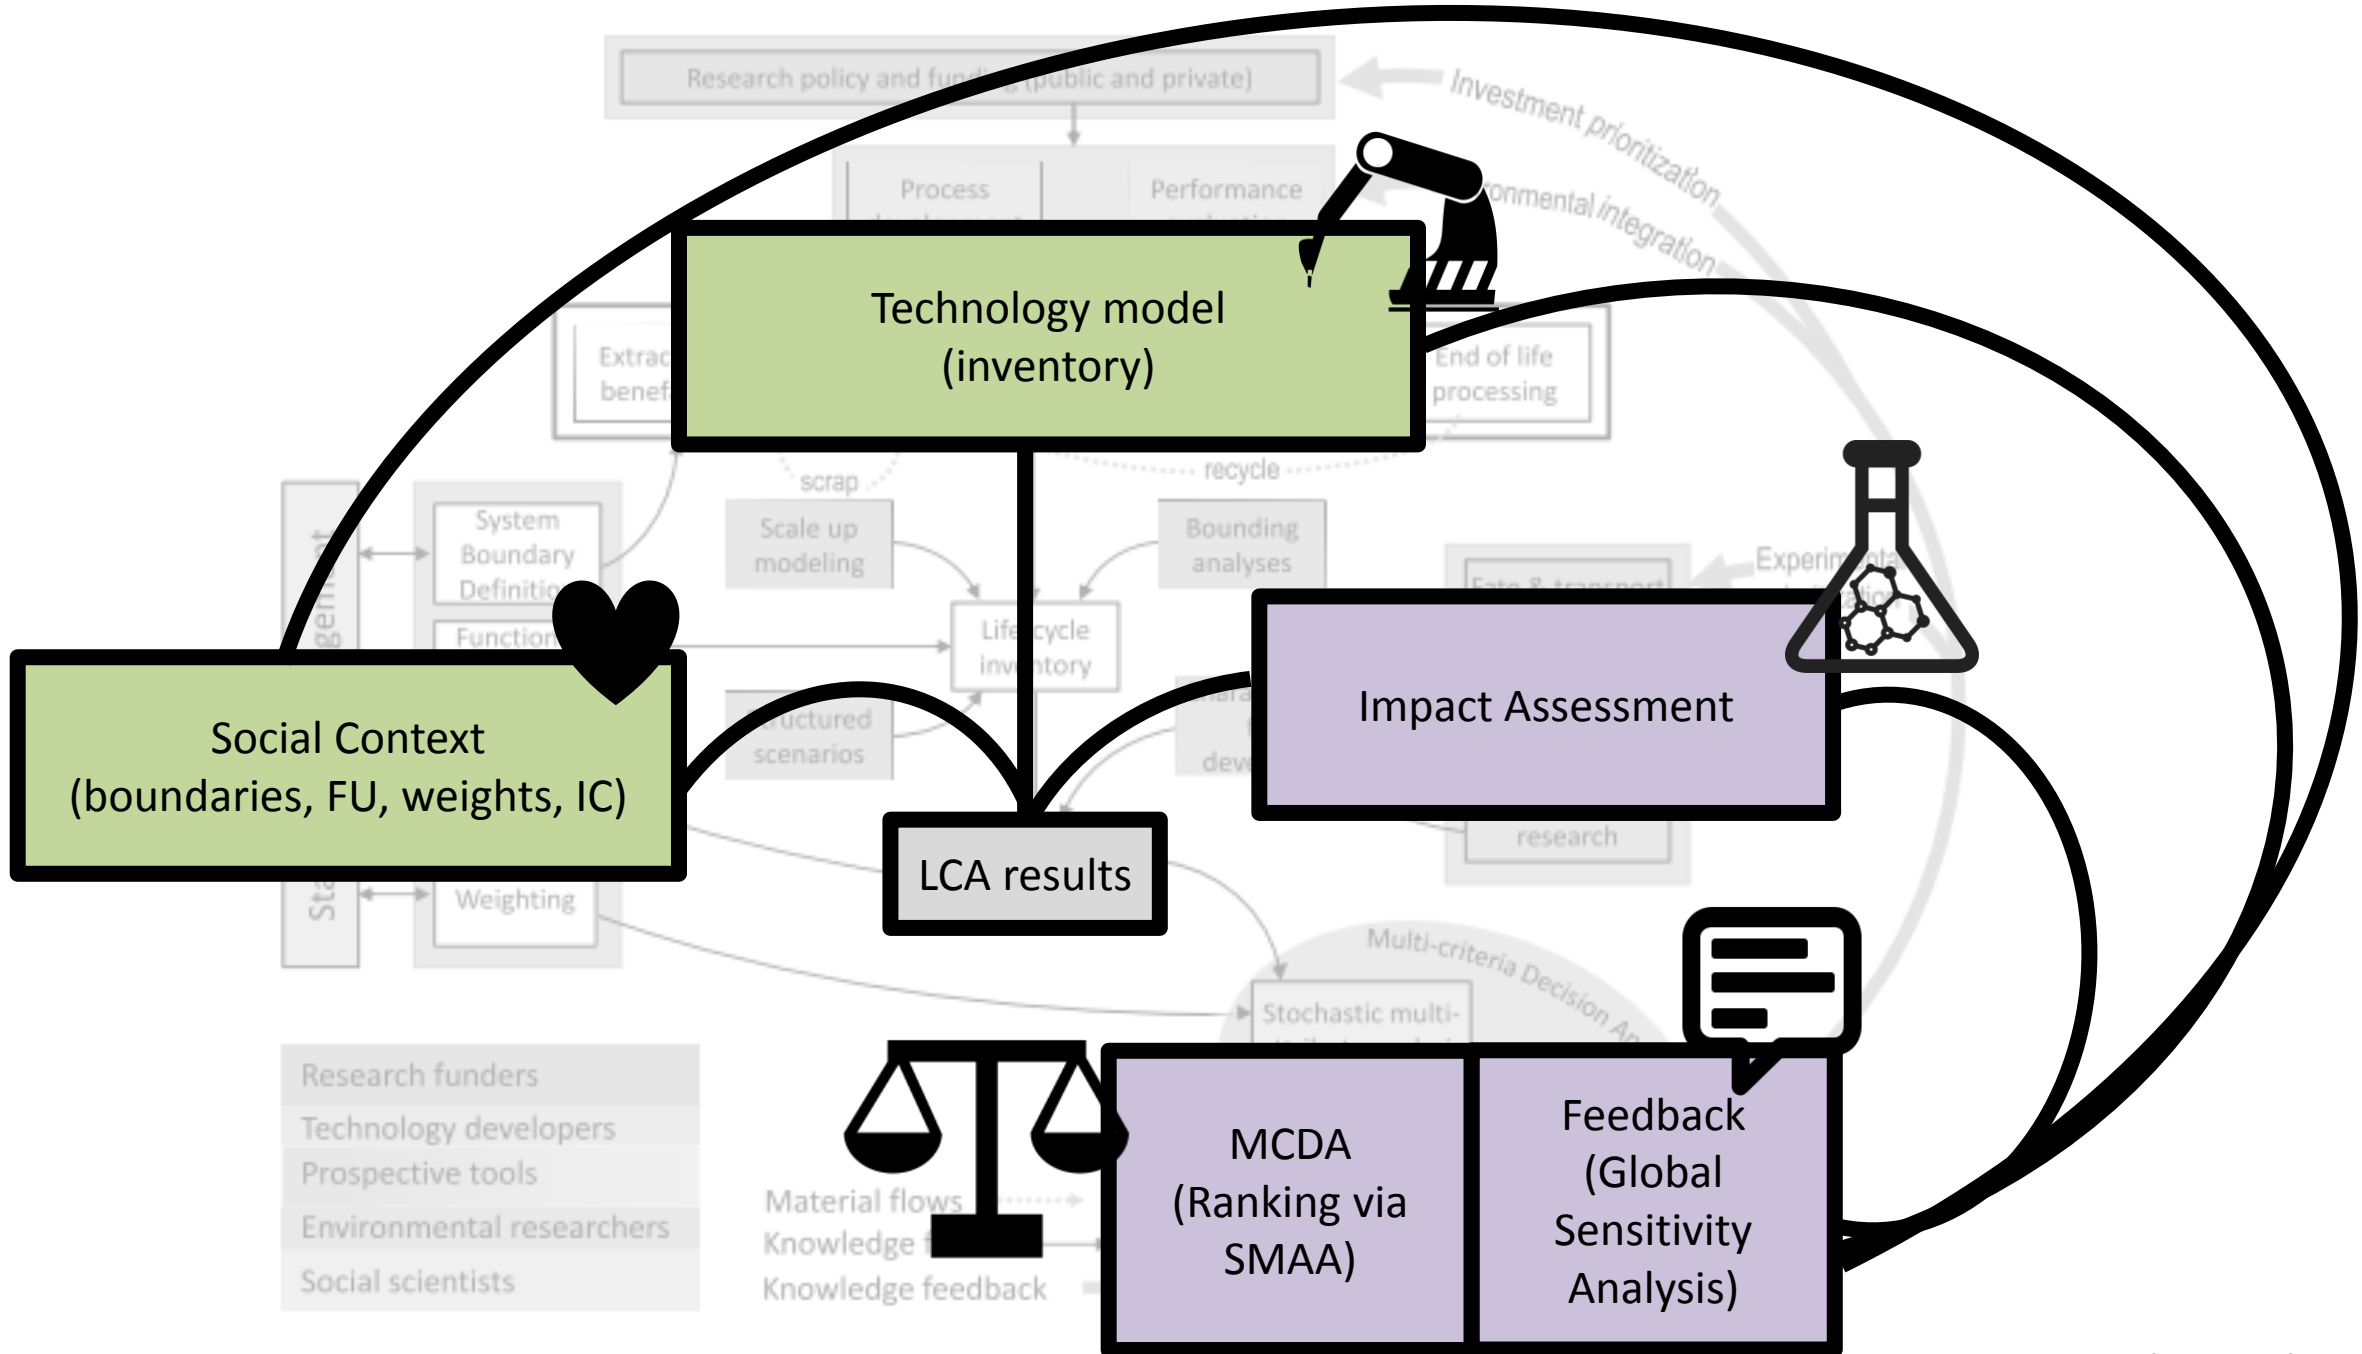 Research policy and funding (public and private)
Investment prioritization
Process
Performance
integration
Technology model
(inventory)
End of life
processing
scrap
recycle
System
Boundary
Scale up
modeling
Bounding
analyses
Life cycle
inventory
Social Context
(boundaries, FU, weights, IC)
Impact Assessment
scenarios
research
LCA results
Weighting
Multi-criteria Decision
Stochastic multi-
Research funders
Technology developers
Prospective tools
Environmental researchers
Social scientists
Material flows
Knowledge
Knowledge feedback
MCDA
(Ranking via
SMAA)
Feedback
(Global
Sensitivity
Analysis)